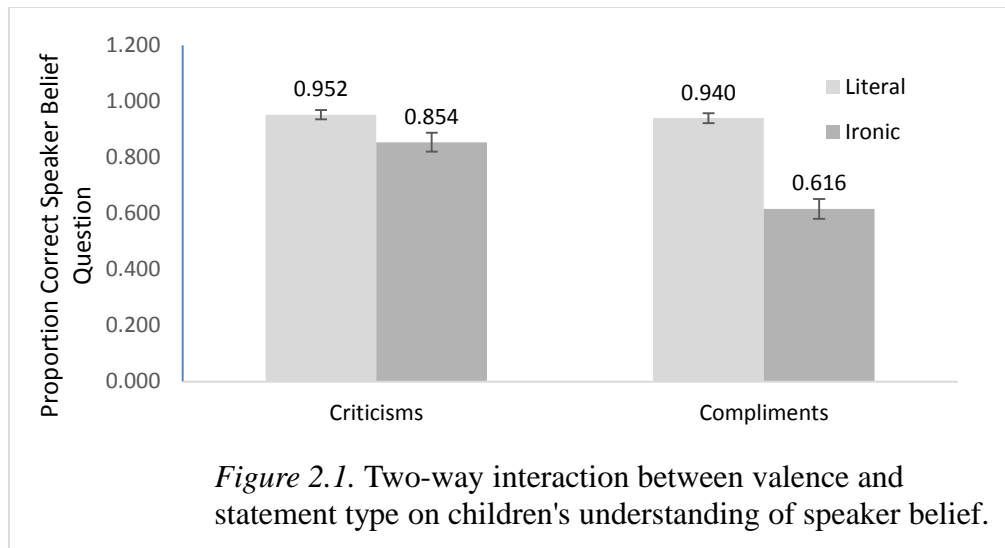 Proportion Correct Speaker Belief
Question
1.200
1.000
0.800
0.600
0.400
0.200
0.000
0.952
0.854
0.940
0.616
Literal
Ironic
Criticisms
Compliments
Figure 2.1. Two-way interaction between valence and
statement type on children's understanding of speaker belief.